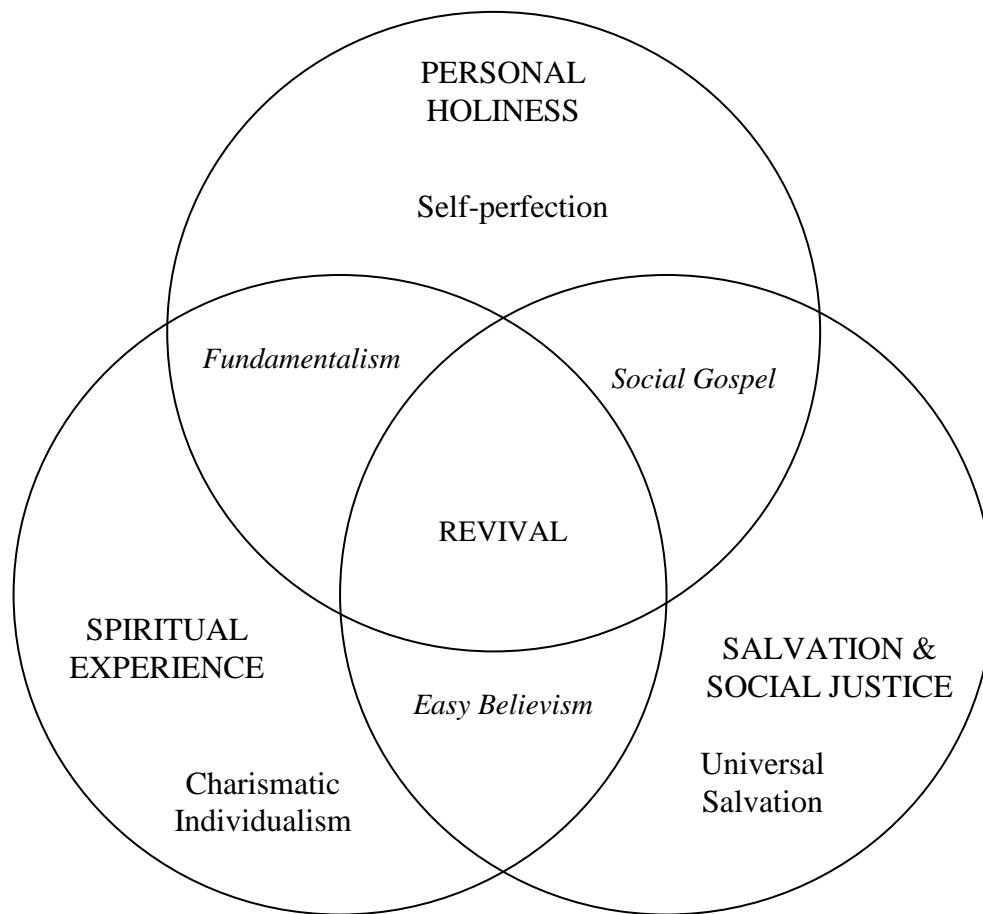 PERSONAL
HOLINESS
Self-perfection
Fundamentalism
Social Gospel
REVIVAL
SPIRITUAL
EXPERIENCE
SALVATION &
SOCIAL JUSTICE
Easy Believism
Universal
Salvation
Charismatic
Individualism